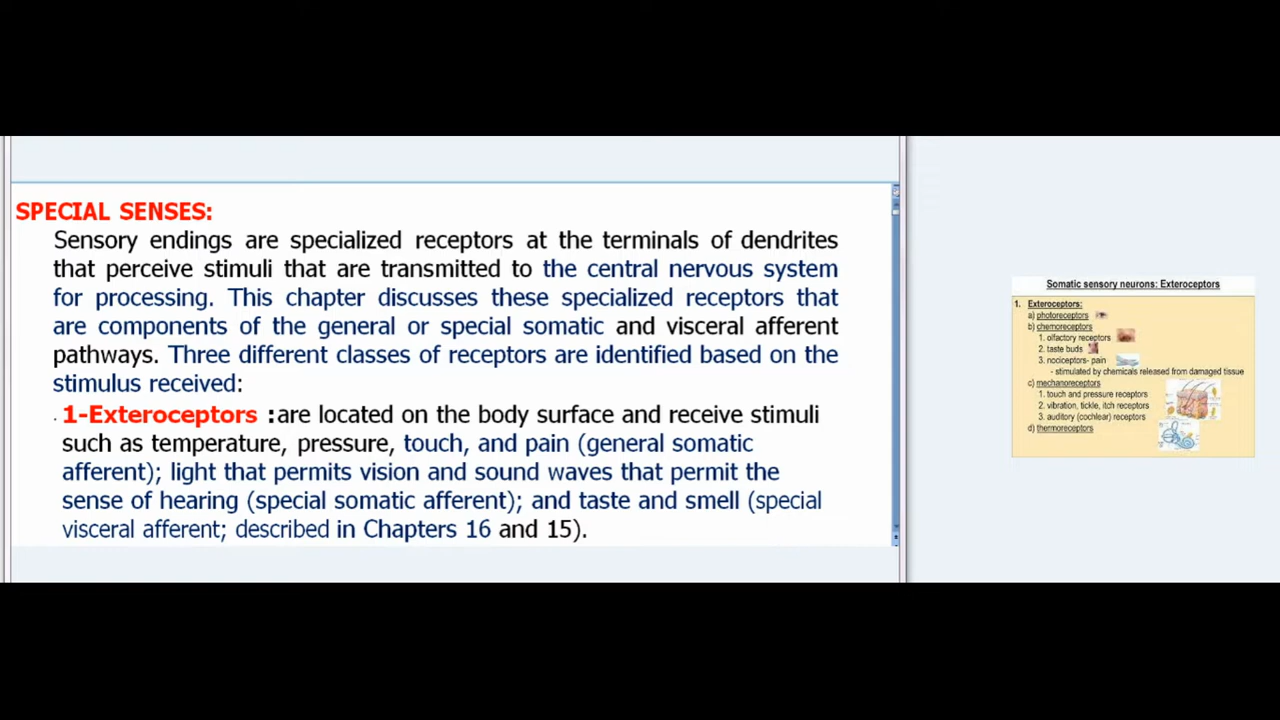 SPECIAL SENSES:
Sensory endings are specialized receptors at the terminals of dendrites
that perceive stimuli that are transmitted to the central nervous system
for processing. This chapter discusses these specialized receptors that
are components of the general or special somatic and visceral afferent
pathways. Three different classes of receptors are identified based on the
stimulus received:
1-Exteroceptors :are located on the body surface and receive stimuli
such as temperature, pressure, touch, and pain (general somatic
afferent); light that permits vision and sound waves that permit the
sense of hearing (special somatic afferent); and taste and smell (special
visceral afferent; described in Chapters 16 and 15).
Somatic sensory neurons: Exteroceptors
1. Exteroceptors:
a) photoreceptors
b) chemoreceptors
1. olfactory receptors
2. taste buds
3. nociceptors- pain
- stimulated by chemicals released from damaged tissue
c) mechanoreceptors
1. touch and pressure receptors
2. vibration, tickle, itch receptors
3. auditory (cochlear) receptors
d) thermoreceptors